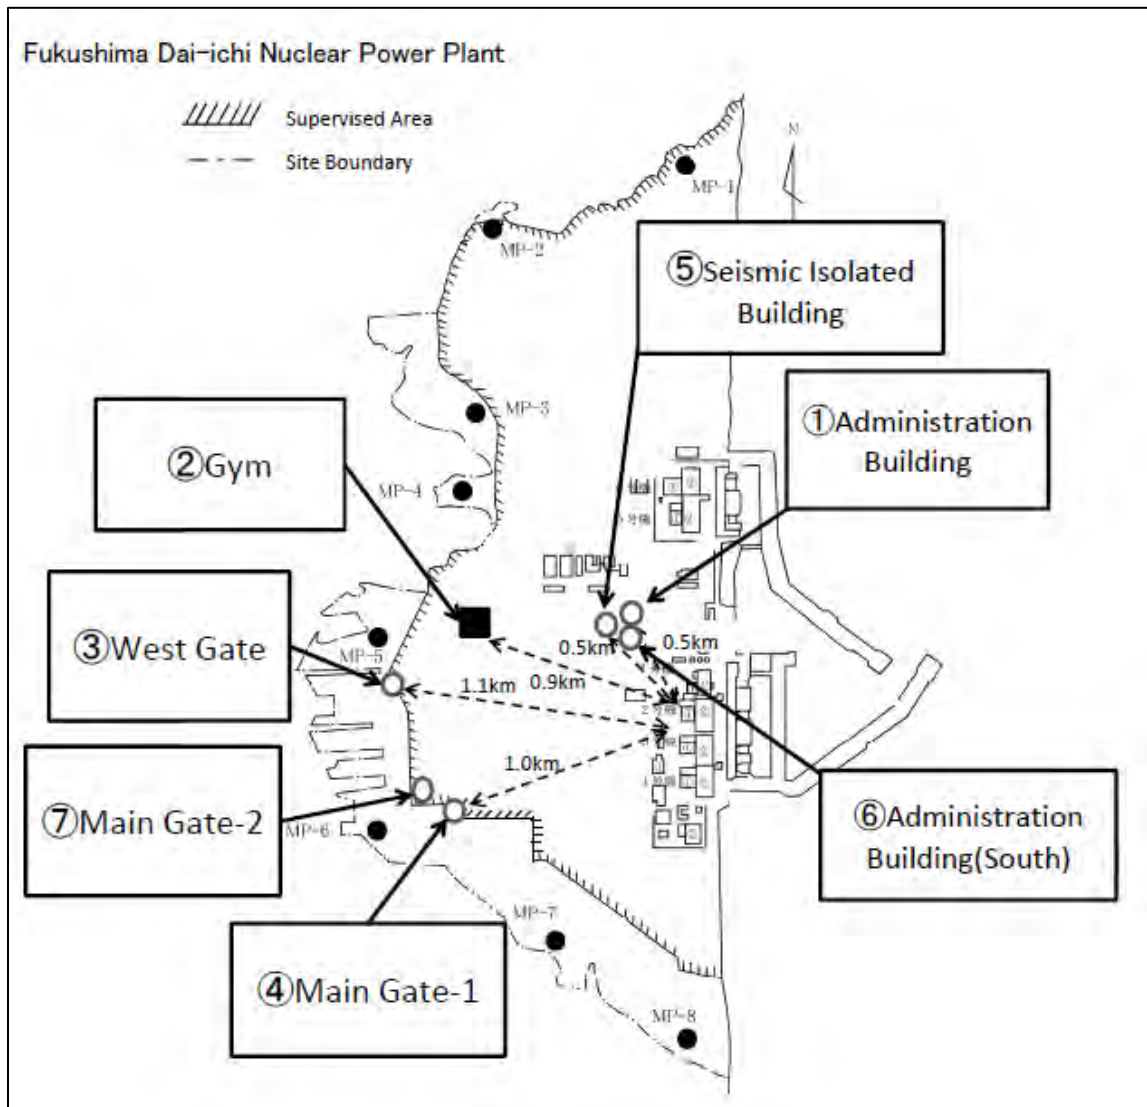 Fukushima Dai-ichi Nuclear Power Plant
Supervised Area
Site Boundary
N
MP-1
MP-2
⑤Seismic Isolated
Building
①Administration
Building
MP-3
②Gym
MP-4
③West Gate
MP-5
0.5km
0.5km
1.1km
0.9km
1.0km
⑦Main Gate-2
MP-6
⑥Administration
Building(South)
MP-7
④Main Gate-1
MP-8